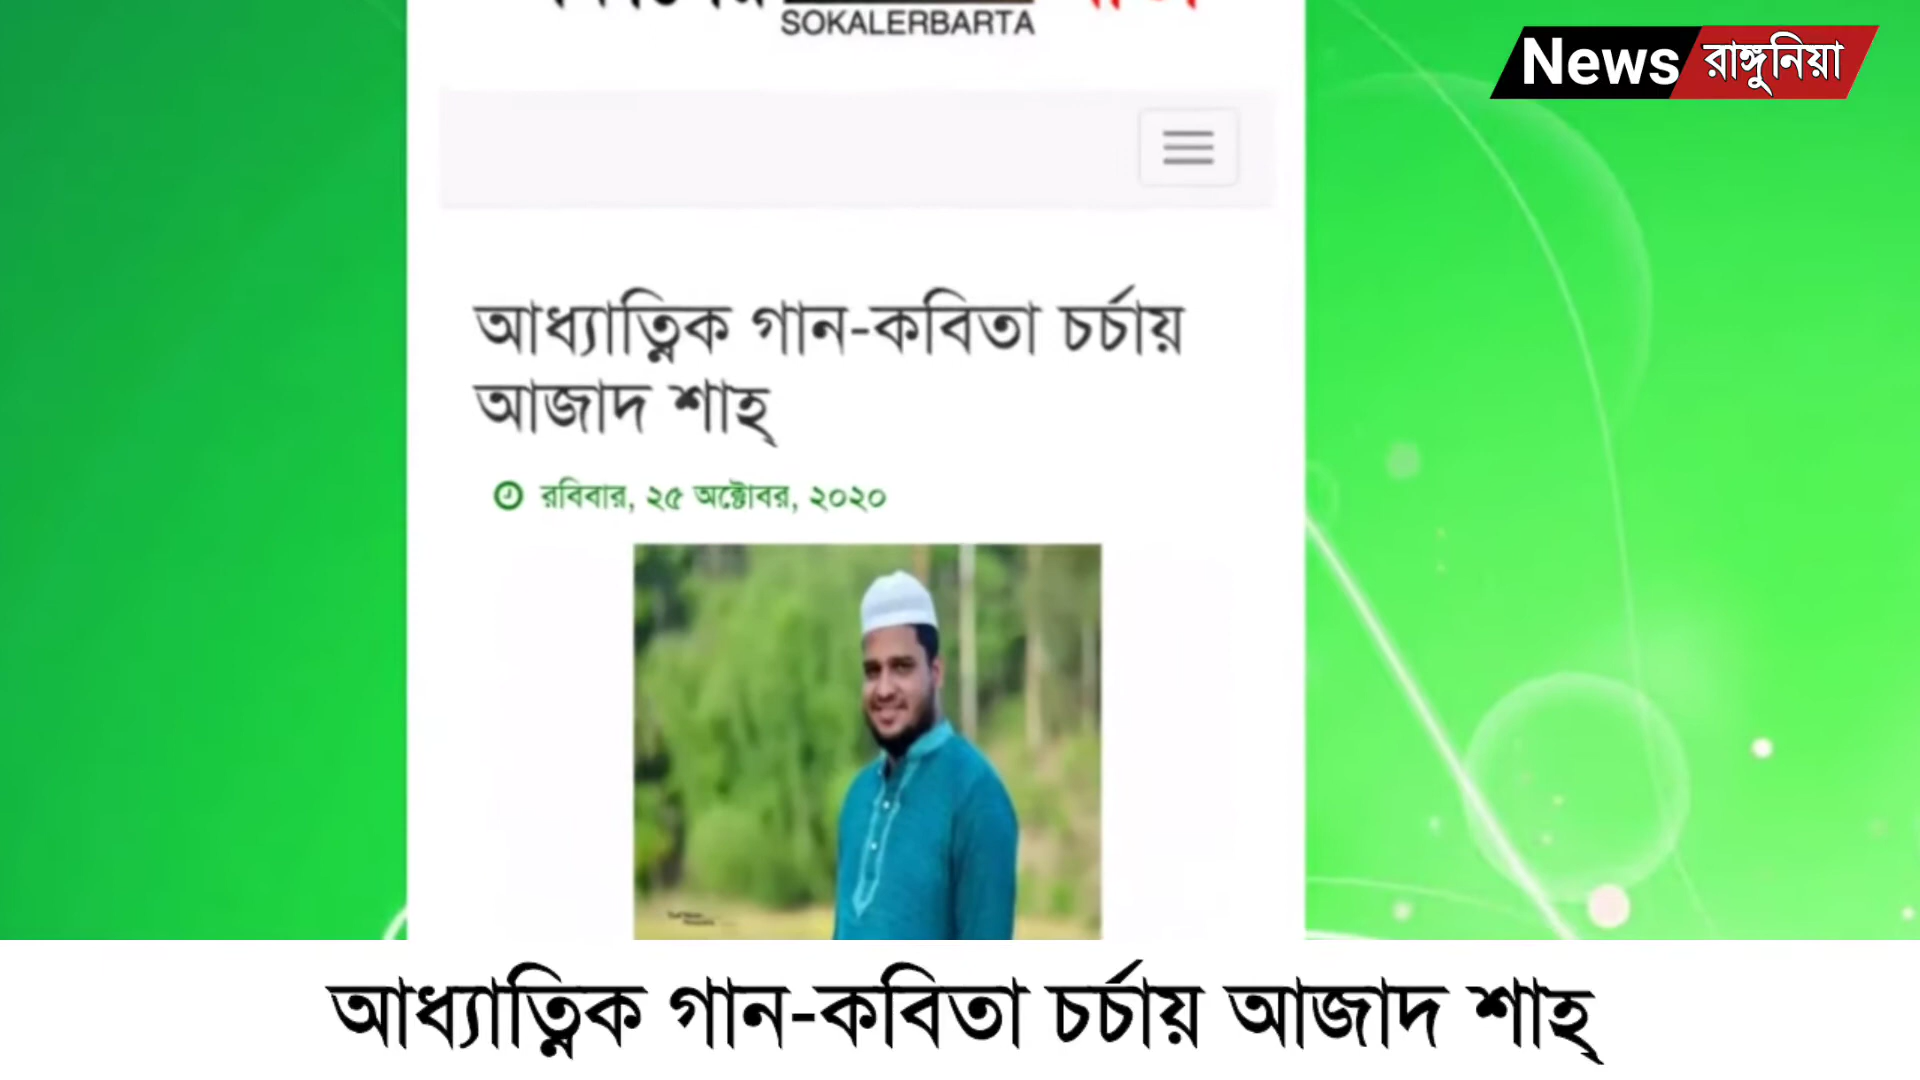 SOKALERBARTA
News রাঙ্গুনিয়া
আধ্যাত্নিক গান-কবিতা চর্চায়
আজাদ শাহ্
রবিবার, ২৫ অক্টোবর, ২০২০
আধ্যাত্নিক গান-কবিতা চর্চায় আজাদ শাহ্